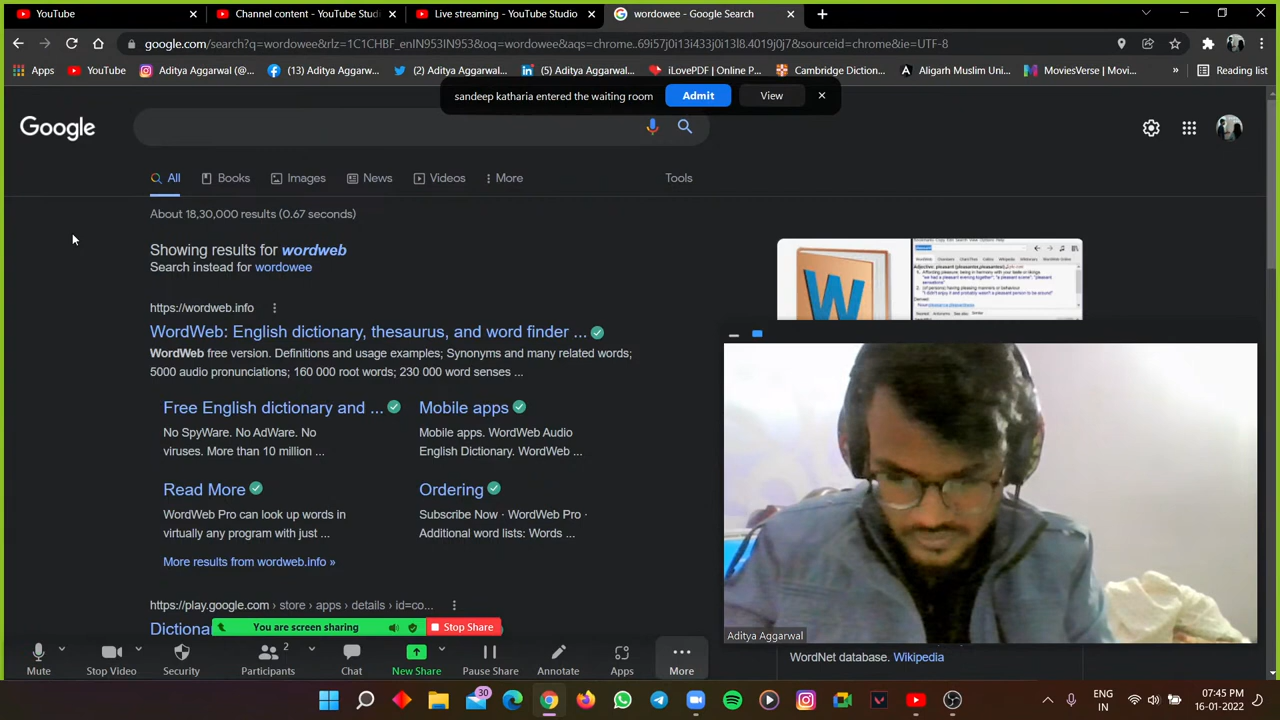 YouTube
Channel content - YouTube Stud
Live streaming - YouTube Studio
wordowee - Google Search
google.com/search?q=wordowee&rlz=1C1CHBF_enIN953IN953&oq=wordowee&aqs=chrome..69i57j0i13i433j0i13l8.4019j0j7&sourceid=chrome&ie=UTF-8
Apps
YouTube
Aditya Aggarwal (@...
(13) Aditya Aggarw...
(2) Aditya Aggarwal...
(5) Aditya Aggarwal...
iLovePDF | Online P...
Cambridge Diction...
Aligarh Muslim Uni...
MoviesVerse | Movi...
»
Reading list
sandeep katharia entered the waiting room
Admit
View
Google
All
Books
Images
News
Videos
More
Tools
About 18,30,000 results (0.67 seconds)
Showing results for wordweb
Search instead for wordowee
https://wordweb.info
WordWeb: English dictionary, thesaurus, and word finder ...
WordWeb free version. Definitions and usage examples; Synonyms and many related words;
5000 audio pronunciations; 160 000 root words; 230 000 word senses ...
Free English dictionary and ...
Mobile apps
No SpyWare. No AdWare. No
viruses. More than 10 million ...
Mobile apps. WordWeb Audio
English Dictionary. WordWeb ...
Read More
Ordering
WordWeb Pro can look up words in
virtually any program with just ...
Subscribe Now · WordWeb Pro ·
Additional word lists: Words ...
More results from wordweb.info »
https://play.google.com › store › apps › details › id=co...
Dictiona
W
Aditya Aggarwal
WordNet database. Wikipedia
You are screen sharing
Stop Share
Mute
Stop Video
Security
Participants
2
Chat
New Share
Pause Share
Annotate
Apps
More
30
ENG
IN
07:45 PM
16-01-2022